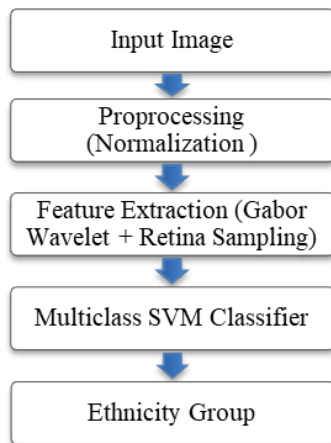 Input Image
Proprocessing
(Normalization )
Feature Extraction (Gabor
Wavelet + Retina Sampling)
Multiclass SVM Classifier
Ethnicity Group